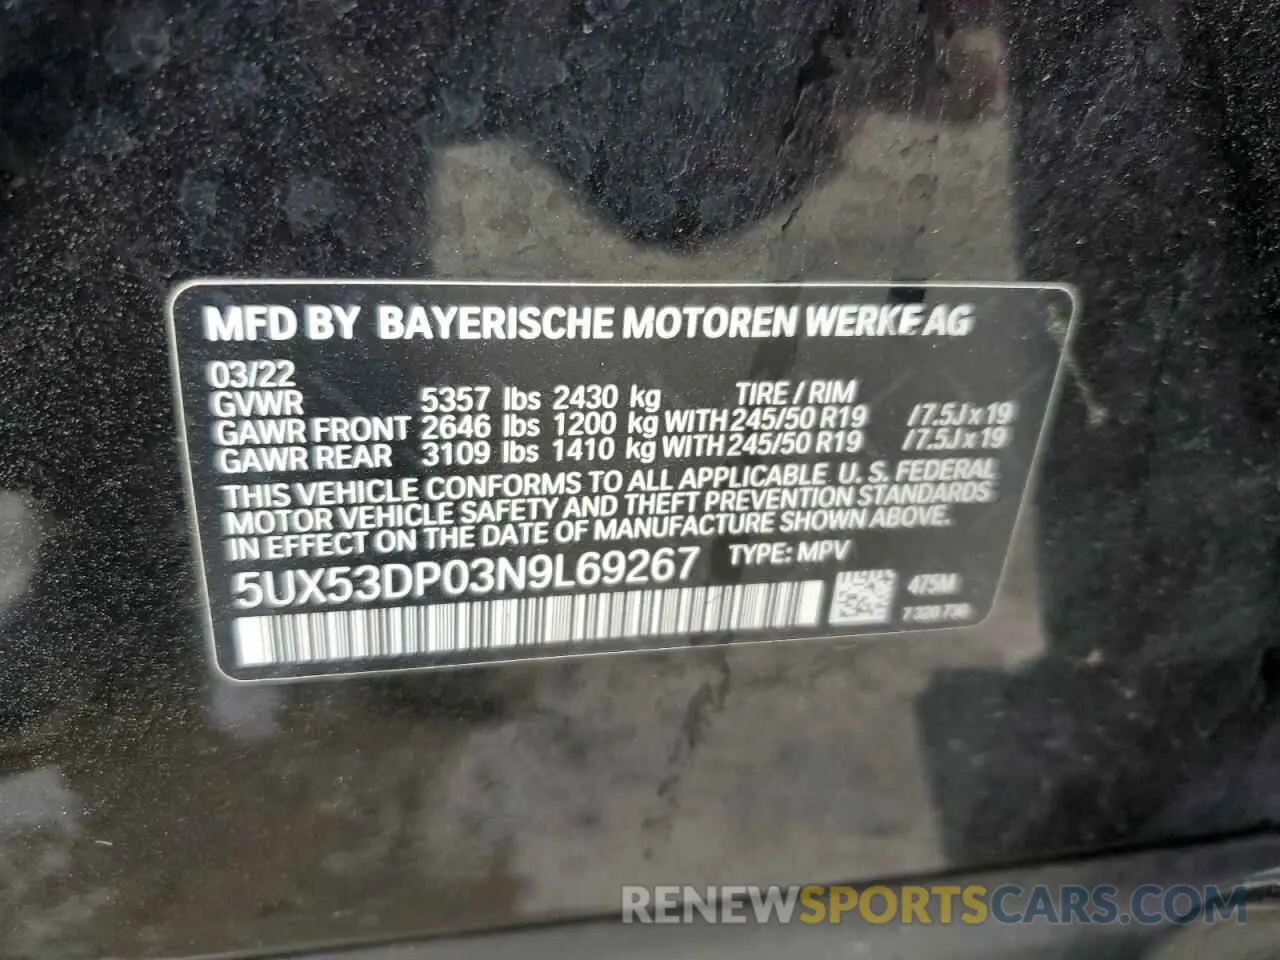 MFD BY BAYERISCHE MOTOREN WERKE AG
03/22
GVWR 5357 lbs 2430 kg TIRE / RIM
GAWR FRONT 2646 lbs 1200 kg WITH 245/50 R19 /7.5J x 19
GAWR REAR 3109 lbs 1410 kg WITH 245/50 R19 /7.5J x 19
THIS VEHICLE CONFORMS TO ALL APPLICABLE U. S. FEDERAL
MOTOR VEHICLE SAFETY AND THEFT PREVENTION STANDARDS
IN EFFECT ON THE DATE OF MANUFACTURE SHOWN ABOVE.
5UX53DP03N9L69267 TYPE: MPV
475M
RENEWSPORTSCARS.COM